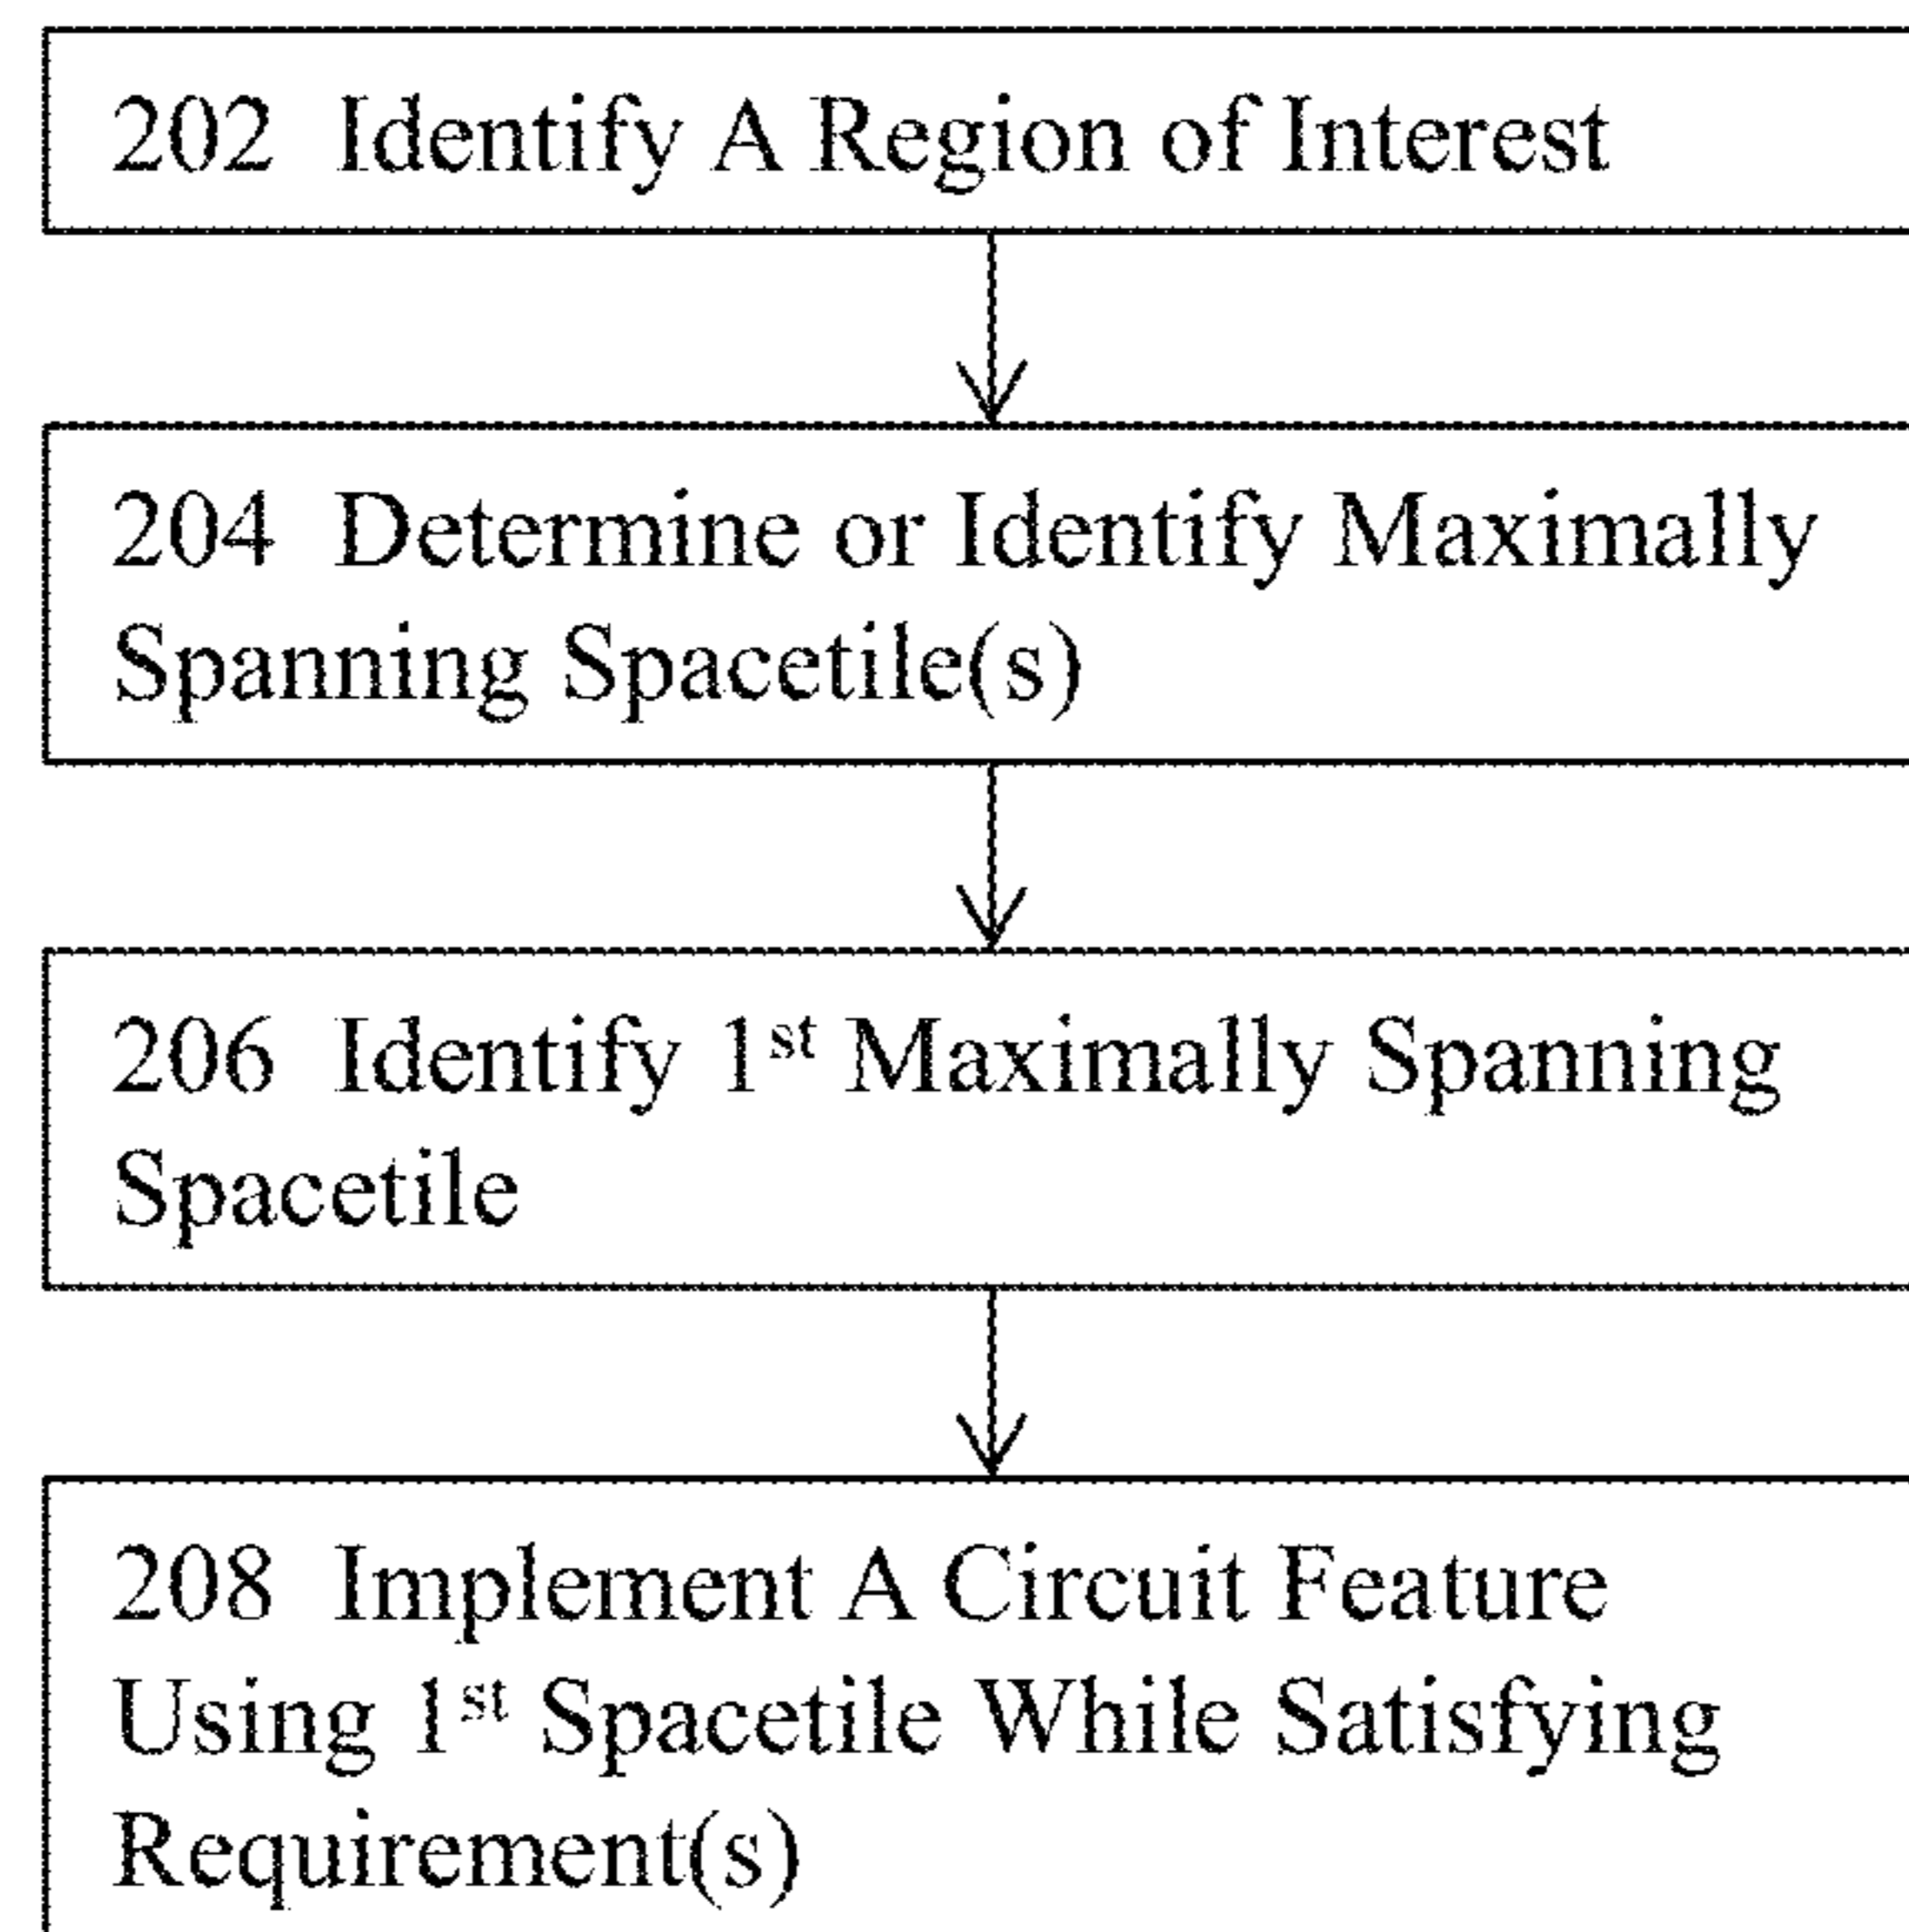 202 Identify A Region of Interest
204 Determine or Identify Maximally
Spanning Spacetile(s)
206 Identify 1st Maximally Spanning
Spacetile
208 Implement A Circuit Feature
Using 1st Spacetile While Satisfying
Requirement(s)